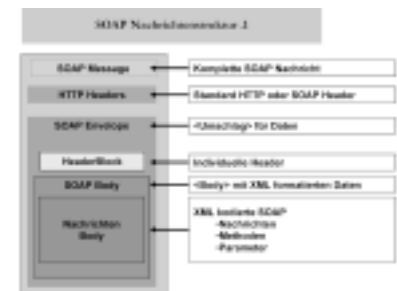 SOAP Nachrichtenstruktur 2
SOAP Message
Komplette SOAP Nachricht
HTTP Headers
Standard HTTP oder SOAP Header
SOAP Envelope
<Umschlag> für Daten
HeaderBlock
Individuelle Header
SOAP Body
<Body> mit XML formatierten Daten
Nachrichten
Body
XML basierte SOAP
-Nachrichten
-Methoden
-Parameter